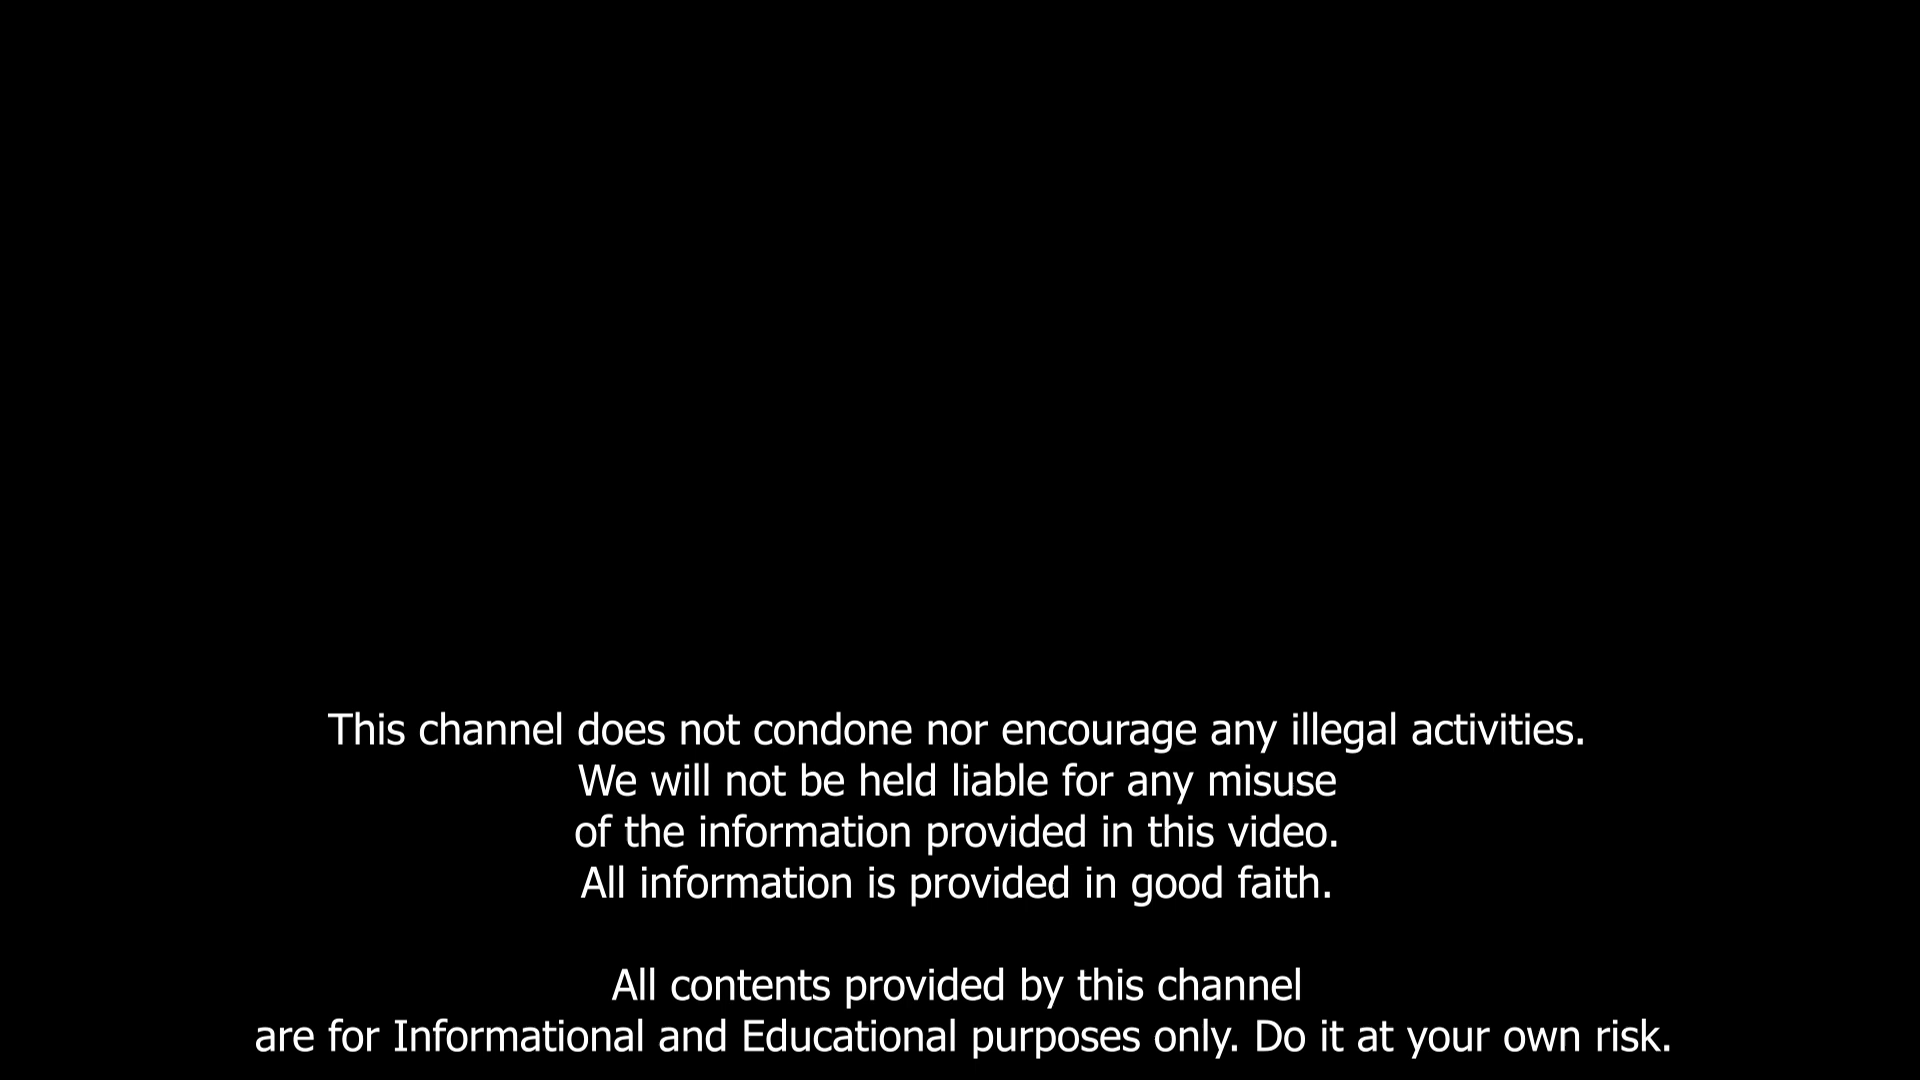 This channel does not condone nor encourage any illegal activities.
We will not be held liable for any misuse
of the information provided in this video.
All information is provided in good faith.
All contents provided by this channel
are for Informational and Educational purposes only. Do it at your own risk.